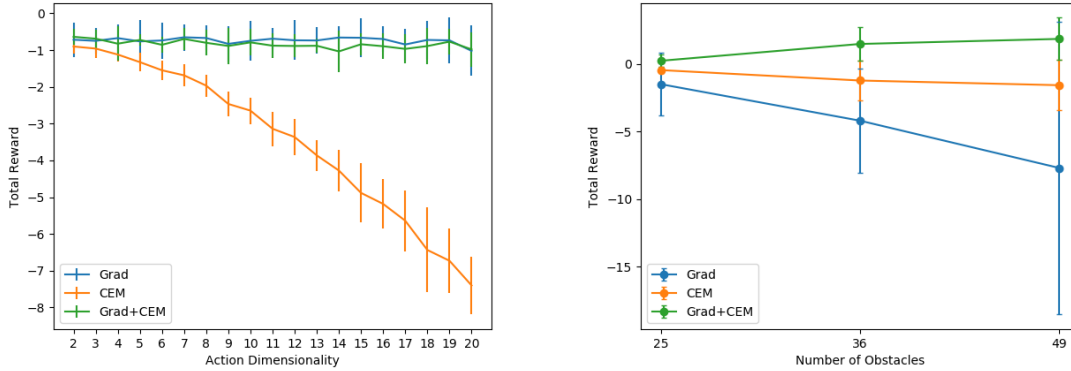 0
−1
−2
−3
−4
−5
−6
−7
−8
Total Reward
Grad
CEM
Grad+CEM
2 3 4 5 6 7 8 9 10 11 12 13 14 15 16 17 18 19 20
Action Dimensionality
0
−5
−10
−15
Total Reward
Grad
CEM
Grad+CEM
25 36 49
Number of Obstacles